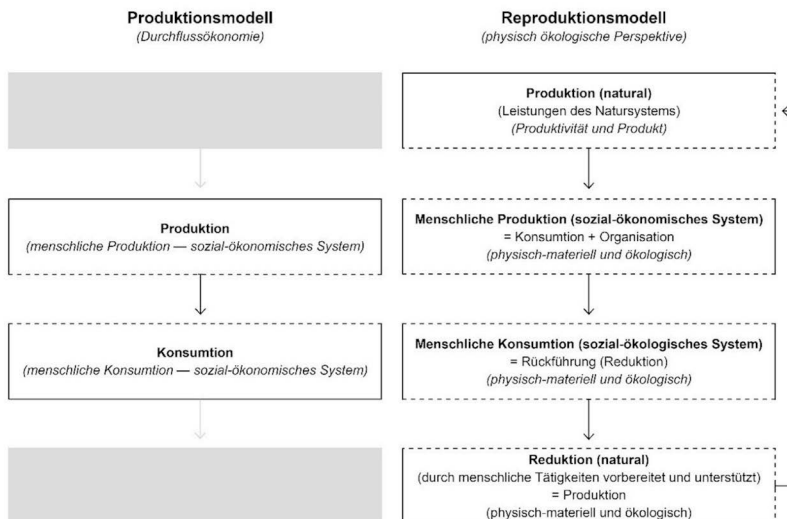 Produktionsmodell
(Durchflussökonomie)
Produktion
(menschliche Produktion — sozial-ökonomisches System)
Konsumtion
(menschliche Konsumtion — sozial-ökonomisches System)
Reproduktionsmodell
(physisch ökologische Perspektive)
Produktion (natural)
(Leistungen des Natursystems)
(Produktivität und Produkt)
Menschliche Produktion (sozial-ökonomisches System)
= Konsumtion + Organisation
(physisch-materiell und ökologisch)
Menschliche Konsumtion (sozial-ökologisches System)
= Rückführung (Reduktion)
(physisch-materiell und ökologisch)
Reduktion (natural)
(durch menschliche Tätigkeiten vorbereitet und unterstützt)
= Produktion
(physisch-materiell und ökologisch)